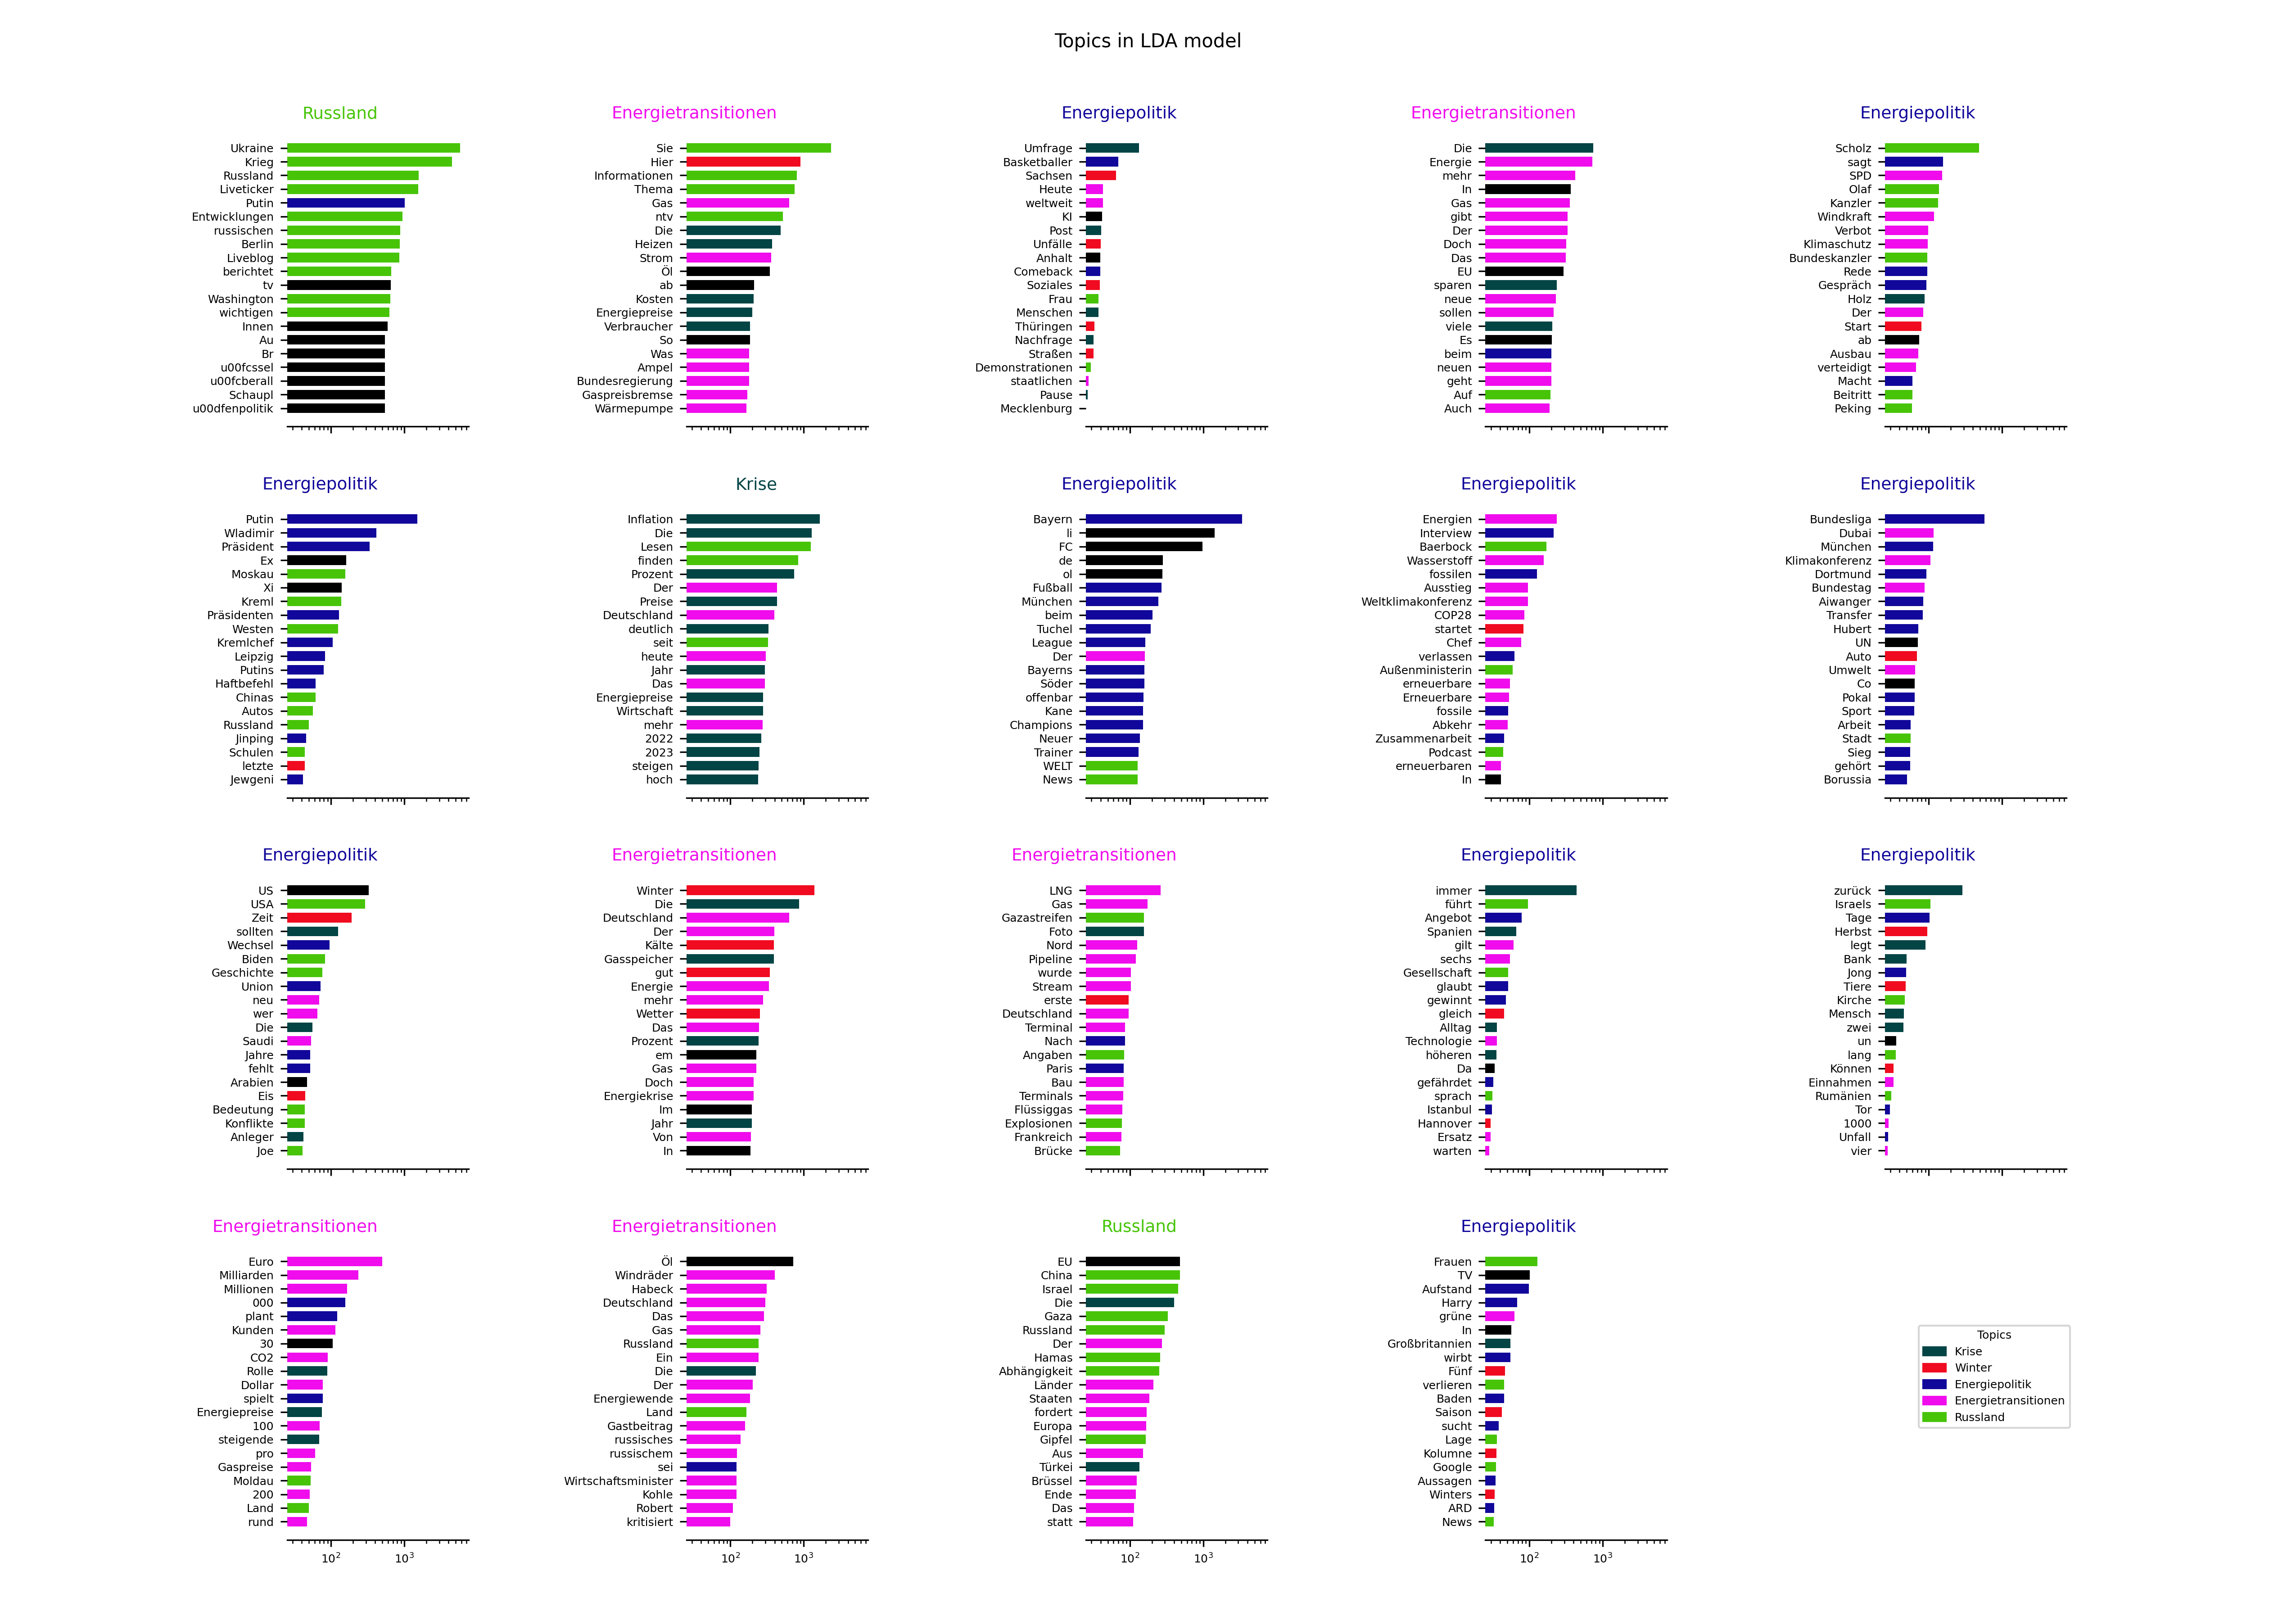 Topics in LDA model
Russland
Ukraine
Krieg
Russland
Liveticker
Putin
Entwicklungen
russischen
Berlin
Liveblog
berichtet
tv
Washington
wichtigen
Innen
Au
Br
u00fcssel
u00fcberall
Schaupl
u00dfenpolitik
Energietransitionen
Sie
Hier
Informationen
Thema
Gas
ntv
Die
Heizen
Strom
Öl
ab
Kosten
Energiepreise
Verbraucher
So
Was
Ampel
Bundesregierung
Gaspreisbremse
Wärmepumpe
Energiepolitik
Umfrage
Basketballer
Sachsen
Heute
weltweit
KI
Post
Unfälle
Anhalt
Comeback
Soziales
Frau
Menschen
Thüringen
Nachfrage
Straßen
Demonstrationen
staatlichen
Pause
Mecklenburg
Energietransitionen
Die
Energie
mehr
In
Gas
gibt
Der
Doch
Das
EU
sparen
neue
sollen
viele
Es
beim
neuen
geht
Auf
Auch
Energiepolitik
Scholz
sagt
SPD
Olaf
Kanzler
Windkraft
Verbot
Klimaschutz
Bundeskanzler
Rede
Gespräch
Holz
Der
Start
ab
Ausbau
verteidigt
Macht
Beitritt
Peking
Energiepolitik
Putin
Wladimir
Präsident
Ex
Moskau
Xi
Kreml
Präsidenten
Westen
Kremlchef
Leipzig
Putins
Haftbefehl
Chinas
Autos
Russland
Jinping
Schulen
letzte
Jewgeni
Krise
Inflation
Die
Lesen
finden
Prozent
Der
Preise
Deutschland
deutlich
seit
heute
Jahr
Das
Energiepreise
Wirtschaft
mehr
2022
2023
steigen
hoch
Energiepolitik
Bayern
li
FC
de
ol
Fußball
München
beim
Tuchel
League
Der
Bayerns
Söder
offenbar
Kane
Champions
Neuer
Trainer
WELT
News
Energiepolitik
Energien
Interview
Baerbock
Wasserstoff
fossilen
Ausstieg
Weltklimakonferenz
COP28
startet
Chef
verlassen
Außenministerin
erneuerbare
Erneuerbare
fossile
Abkehr
Zusammenarbeit
Podcast
erneuerbaren
In
Energiepolitik
Bundesliga
Dubai
München
Klimakonferenz
Dortmund
Bundestag
Aiwanger
Transfer
Hubert
UN
Auto
Umwelt
Co
Pokal
Sport
Arbeit
Stadt
Sieg
gehört
Borussia
Energiepolitik
US
USA
Zeit
sollten
Wechsel
Biden
Geschichte
Union
neu
wer
Die
Saudi
Jahre
fehlt
Arabien
Eis
Bedeutung
Konflikte
Anleger
Joe
Energietransitionen
Winter
Die
Deutschland
Der
Kälte
Gasspeicher
gut
Energie
mehr
Wetter
Das
Prozent
em
Gas
Doch
Energiekrise
Im
Jahr
Von
In
Energietransitionen
LNG
Gas
Gazastreifen
Foto
Nord
Pipeline
wurde
Stream
erste
Deutschland
Terminal
Nach
Angaben
Paris
Bau
Terminals
Flüssiggas
Explosionen
Frankreich
Brücke
Energiepolitik
immer
führt
Angebot
Spanien
gilt
sechs
Gesellschaft
glaubt
gewinnt
gleich
Alltag
Technologie
höheren
Da
gefährdet
sprach
Istanbul
Hannover
Ersatz
warten
Energiepolitik
zurück
Israels
Tage
Herbst
legt
Bank
Jong
Tiere
Kirche
Mensch
zwei
un
lang
Können
Einnahmen
Rumänien
Tor
1000
Unfall
vier
Energietransitionen
Euro
Milliarden
Millionen
000
plant
Kunden
30
CO2
Rolle
Dollar
spielt
Energiepreise
100
steigende
pro
Gaspreise
Moldau
200
Land
rund
10² 10³
Energietransitionen
Öl
Windräder
Habeck
Deutschland
Das
Gas
Russland
Ein
Die
Der
Energiewende
Land
Gastbeitrag
russisches
russischem
sei
Wirtschaftsminister
Kohle
Robert
kritisiert
10² 10³
Russland
EU
China
Israel
Die
Gaza
Russland
Der
Hamas
Abhängigkeit
Länder
Staaten
fordert
Europa
Gipfel
Aus
Türkei
Brüssel
Ende
Das
statt
10² 10³
Energiepolitik
Frauen
TV
Aufstand
Harry
grüne
In
Großbritannien
wirbt
Fünf
verlieren
Baden
Saison
sucht
Lage
Kolumne
Google
Aussagen
Winters
ARD
News
10² 10³
Topics
Krise
Winter
Energiepolitik
Energietransitionen
Russland